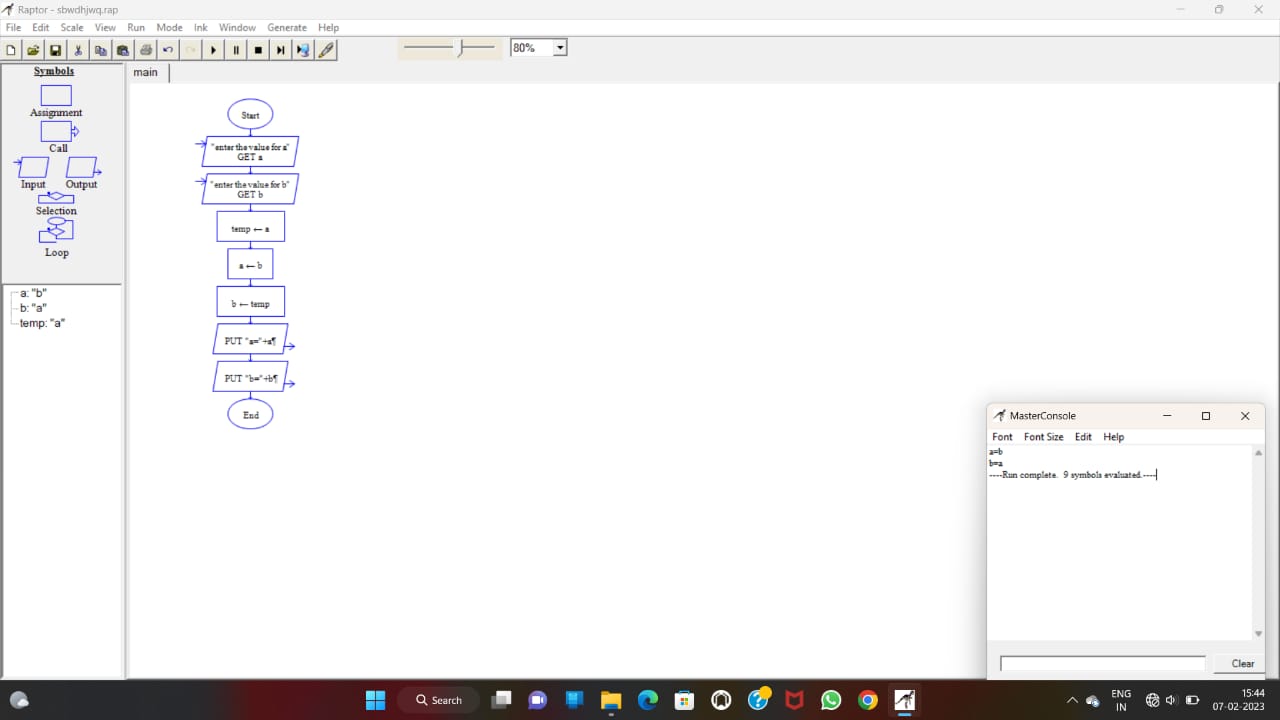 Raptor - sbwdhjwq.rap
File Edit Scale View Run Mode Ink Window Generate Help
80%
Symbols
Assignment
Call
Input Output
Selection
Loop
a: "b"
b: "a"
temp: "a"
main
Start
"enter the value for a"
GET a
"enter the value for b"
GET b
temp ← a
a ← b
b ← temp
PUT "a="+a¶
PUT "b="+b¶
End
MasterConsole
Font Font Size Edit Help
a=b
b=a
----Run complete. 9 symbols evaluated.----
Clear
Search
ENG
IN
15:44
07-02-2023